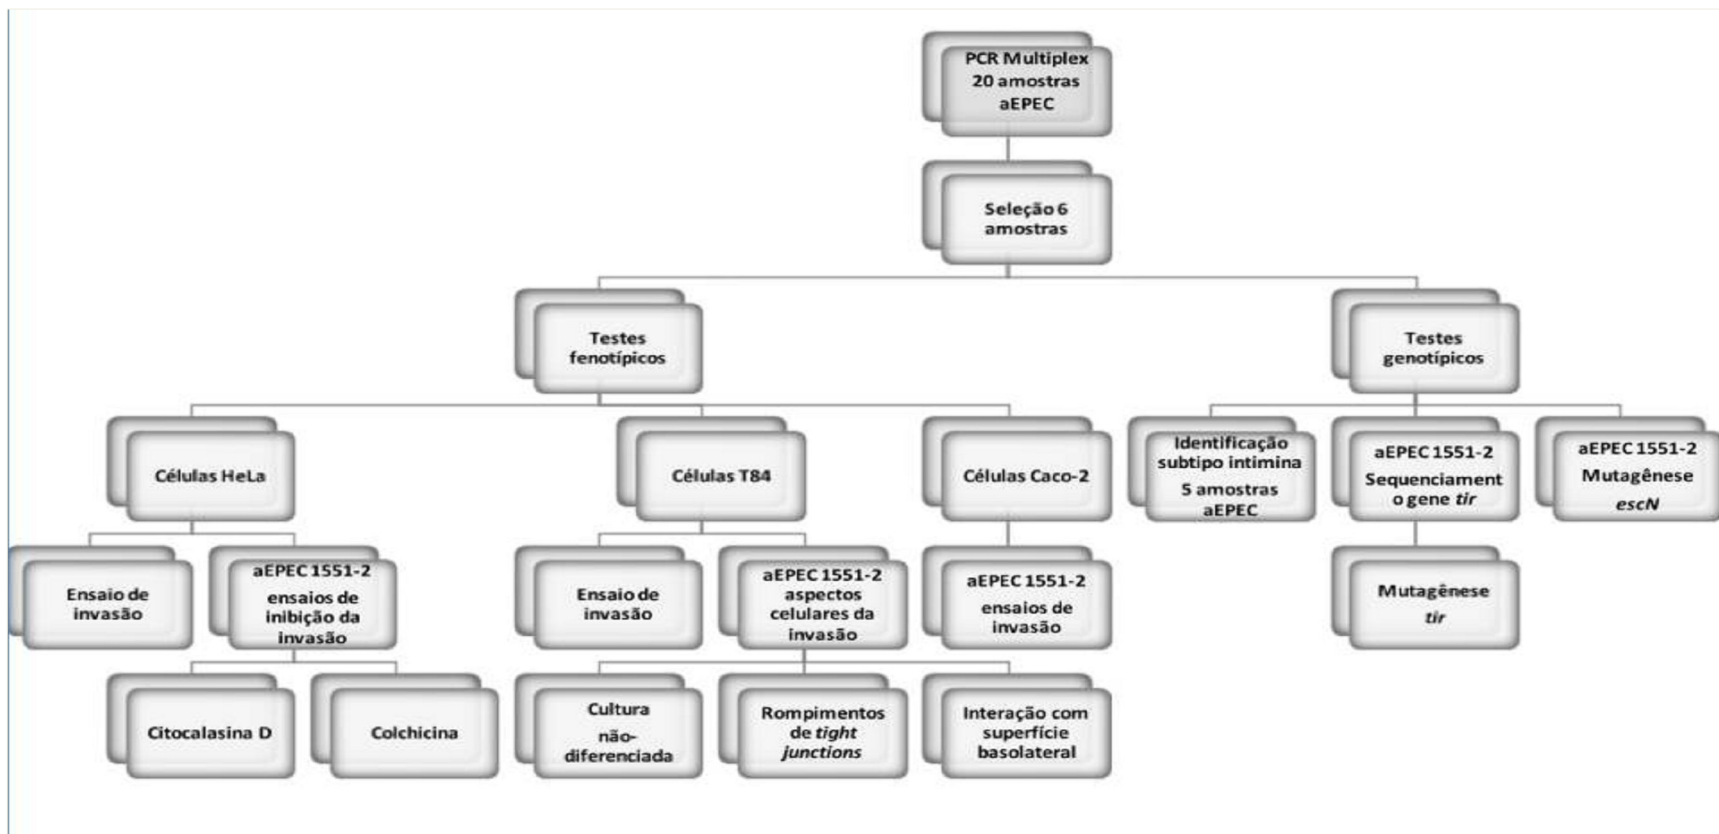 PCR Multiplex
20 amostras
aEPEC
Seleção 6
amostras
Testes
fenotípicos
Testes
genotípicos
Células HeLa
Células T84
Células Caco-2
Identificação
subtipo intimina
5 amostras
aEPEC
aEPEC 1551-2
Sequenciament
o gene tir
aEPEC 1551-2
Mutagênese
escN
Ensaio de
invasão
aEPEC 1551-2
ensaios de
inibição da
invasão
Ensaio de
invasão
aEPEC 1551-2
aspectos
celulares da
invasão
aEPEC 1551-2
ensaios de
invasão
Mutagênese
tir
Citocalasina D
Colchicina
Cultura
não-
diferenciada
Rompimentos
de tight
junctions
Interação com
superfície
basolateral